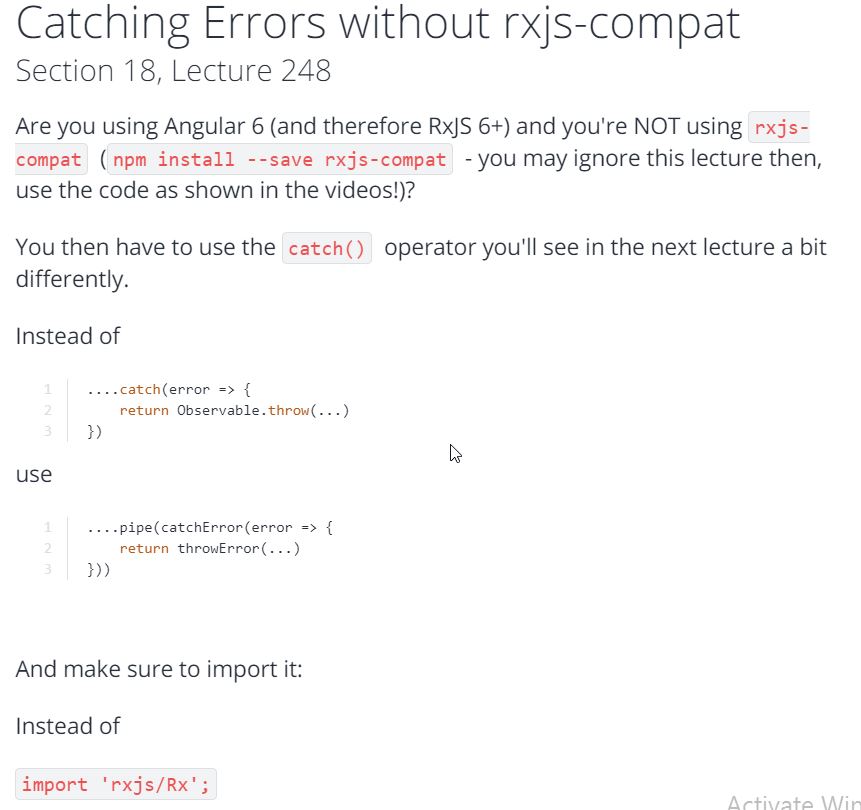 Catching Errors without rxjs-compat
Section 18, Lecture 248
Are you using Angular 6 (and therefore RxJS 6+) and you're NOT using rxjs-
compat (npm install --save rxjs-compat - you may ignore this lecture then,
use the code as shown in the videos!)?
You then have to use the catch() operator you'll see in the next lecture a bit
differently.
Instead of
1 ....catch(error => {
2 return Observable.throw(...)
3 })
use
1 ....pipe(catchError(error => {
2 return throwError(...)
3 }))
And make sure to import it:
Instead of
import 'rxjs/Rx';
Activate Win